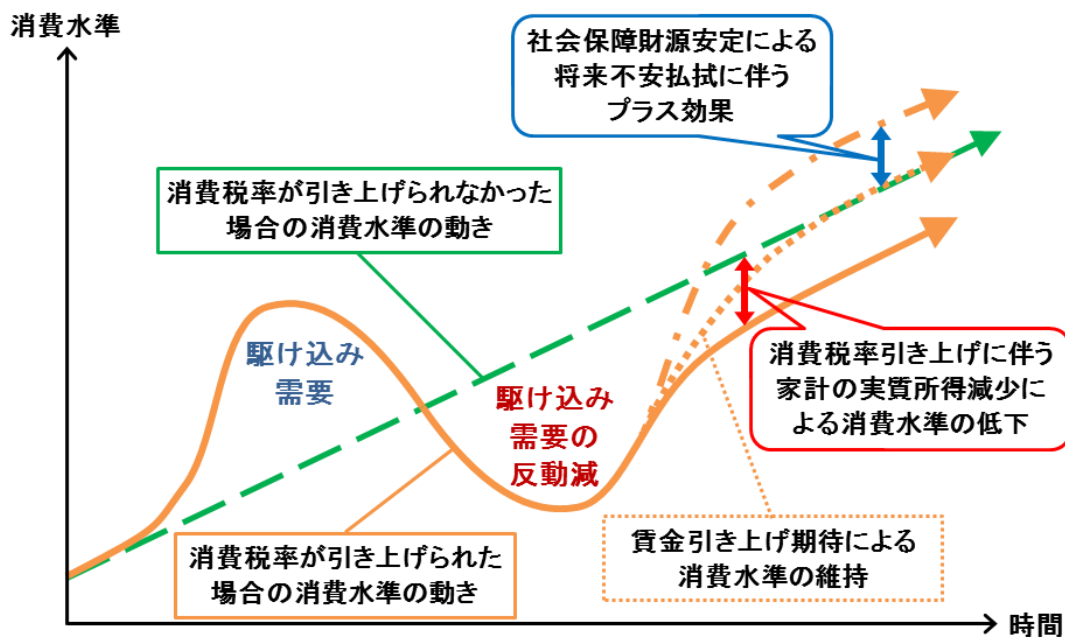 消費水準
社会保障財源安定による
将来不安払拭に伴う
プラス効果
消費税率が引き上げられなかった
場合の消費水準の動き
駆け込み
需要
駆け込み
需要の
反動減
消費税率引き上げに伴う
家計の実質所得減少に
よる消費水準の低下
消費税率が引き上げられた
場合の消費水準の動き
賃金引き上げ期待による
消費水準の維持
時間